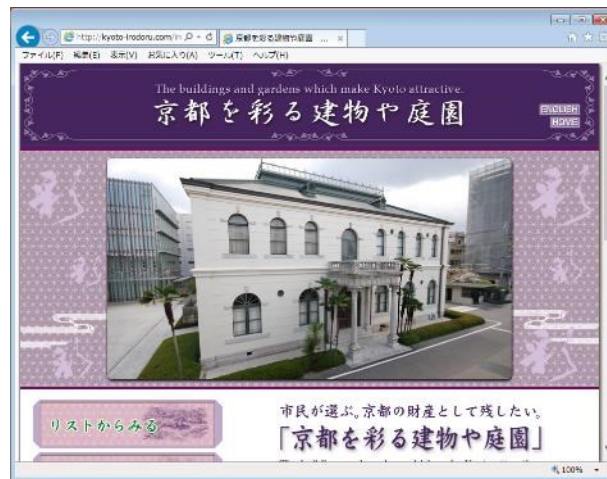 http://kyoto-irodoru.com/in
京都を彩る建物や庭園 ...
ファイル(F) 編集(E) 表示(V) お気に入り(A) ツール(T) ヘルプ(H)
The buildings and gardens which make Kyoto attractive.
京都を彩る建物や庭園
ENGLISH
HOME
リストからみる
市民が選ぶ。京都の財産として残したい。
「京都を彩る建物や庭園」
100%